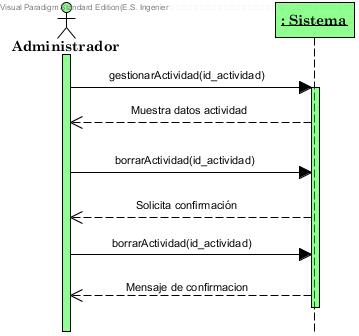 Visual Paradigm Standard Edition(E.S. Ingenier
: Sistema
Administrador
gestionarActividad(id_actividad)
Muestra datos actividad
borrarActividad(id_actividad)
Solicita confirmación
borrarActividad(id_actividad)
Mensaje de confirmacion